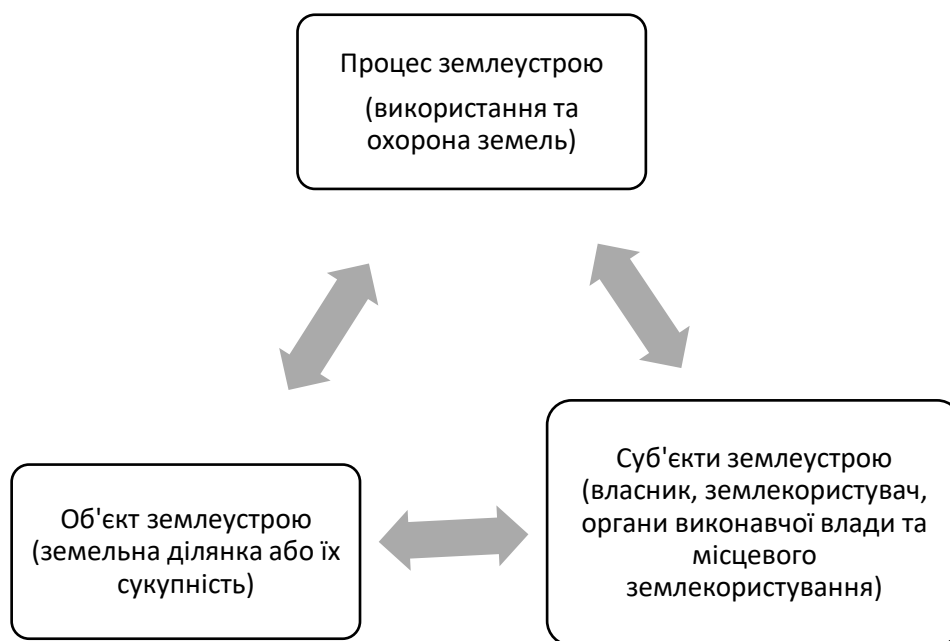 Процес землеустрою
(використання та
охорона земель)
Об'єкт землеустрою
(земельна ділянка або їх
сукупність)
Суб'єкти землеустрою
(власник, землекористувач,
органи виконавчої влади та
місцевого
землекористування)